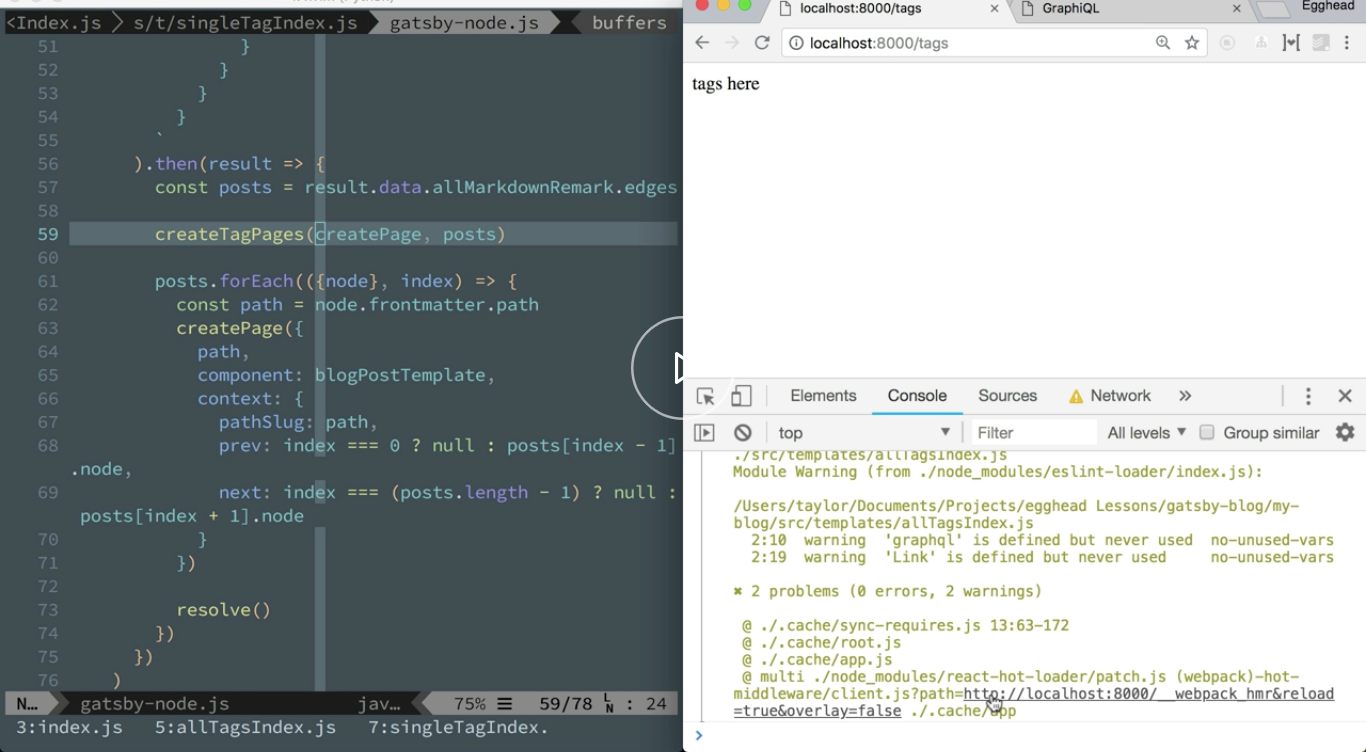 <Index.js
s/t/singleTagIndex.js
gatsby-node.js
buffers
51 }
52 }
53 }
54 }
55 `
56 ).then(result => {
57 const posts = result.data.allMarkdownRemark.edges
58
59 createTagPages(createPage, posts)
60
61 posts.forEach(({node}, index) => {
62 const path = node.frontmatter.path
63 createPage({
64 path,
65 component: blogPostTemplate,
66 context: {
67 pathSlug: path,
68 prev: index === 0 ? null : posts[index - 1]
.node,
69 next: index === (posts.length - 1) ? null :
posts[index + 1].node
70 }
71 })
72
73 resolve()
74 })
75 })
76 )
N… gatsby-node.js jav… 75% ☰ 59/78 LN : 24
3:index.js 5:allTagsIndex.js 7:singleTagIndex.
localhost:8000/tags × GraphiQL × Egghead
localhost:8000/tags
tags here
Elements Console Sources Network »
top Filter All levels Group similar
./src/templates/allTagsIndex.js
Module Warning (from ./node_modules/eslint-loader/index.js):
/Users/taylor/Documents/Projects/egghead Lessons/gatsby-blog/my-
blog/src/templates/allTagsIndex.js
2:10 warning 'graphql' is defined but never used no-unused-vars
2:19 warning 'Link' is defined but never used no-unused-vars
✖ 2 problems (0 errors, 2 warnings)
@ ./.cache/sync-requires.js 13:63-172
@ ./.cache/root.js
@ ./.cache/app.js
@ multi ./node_modules/react-hot-loader/patch.js (webpack)-hot-
middleware/client.js?path=http://localhost:8000/__webpack_hmr&reload
=true&overlay=false ./.cache/app